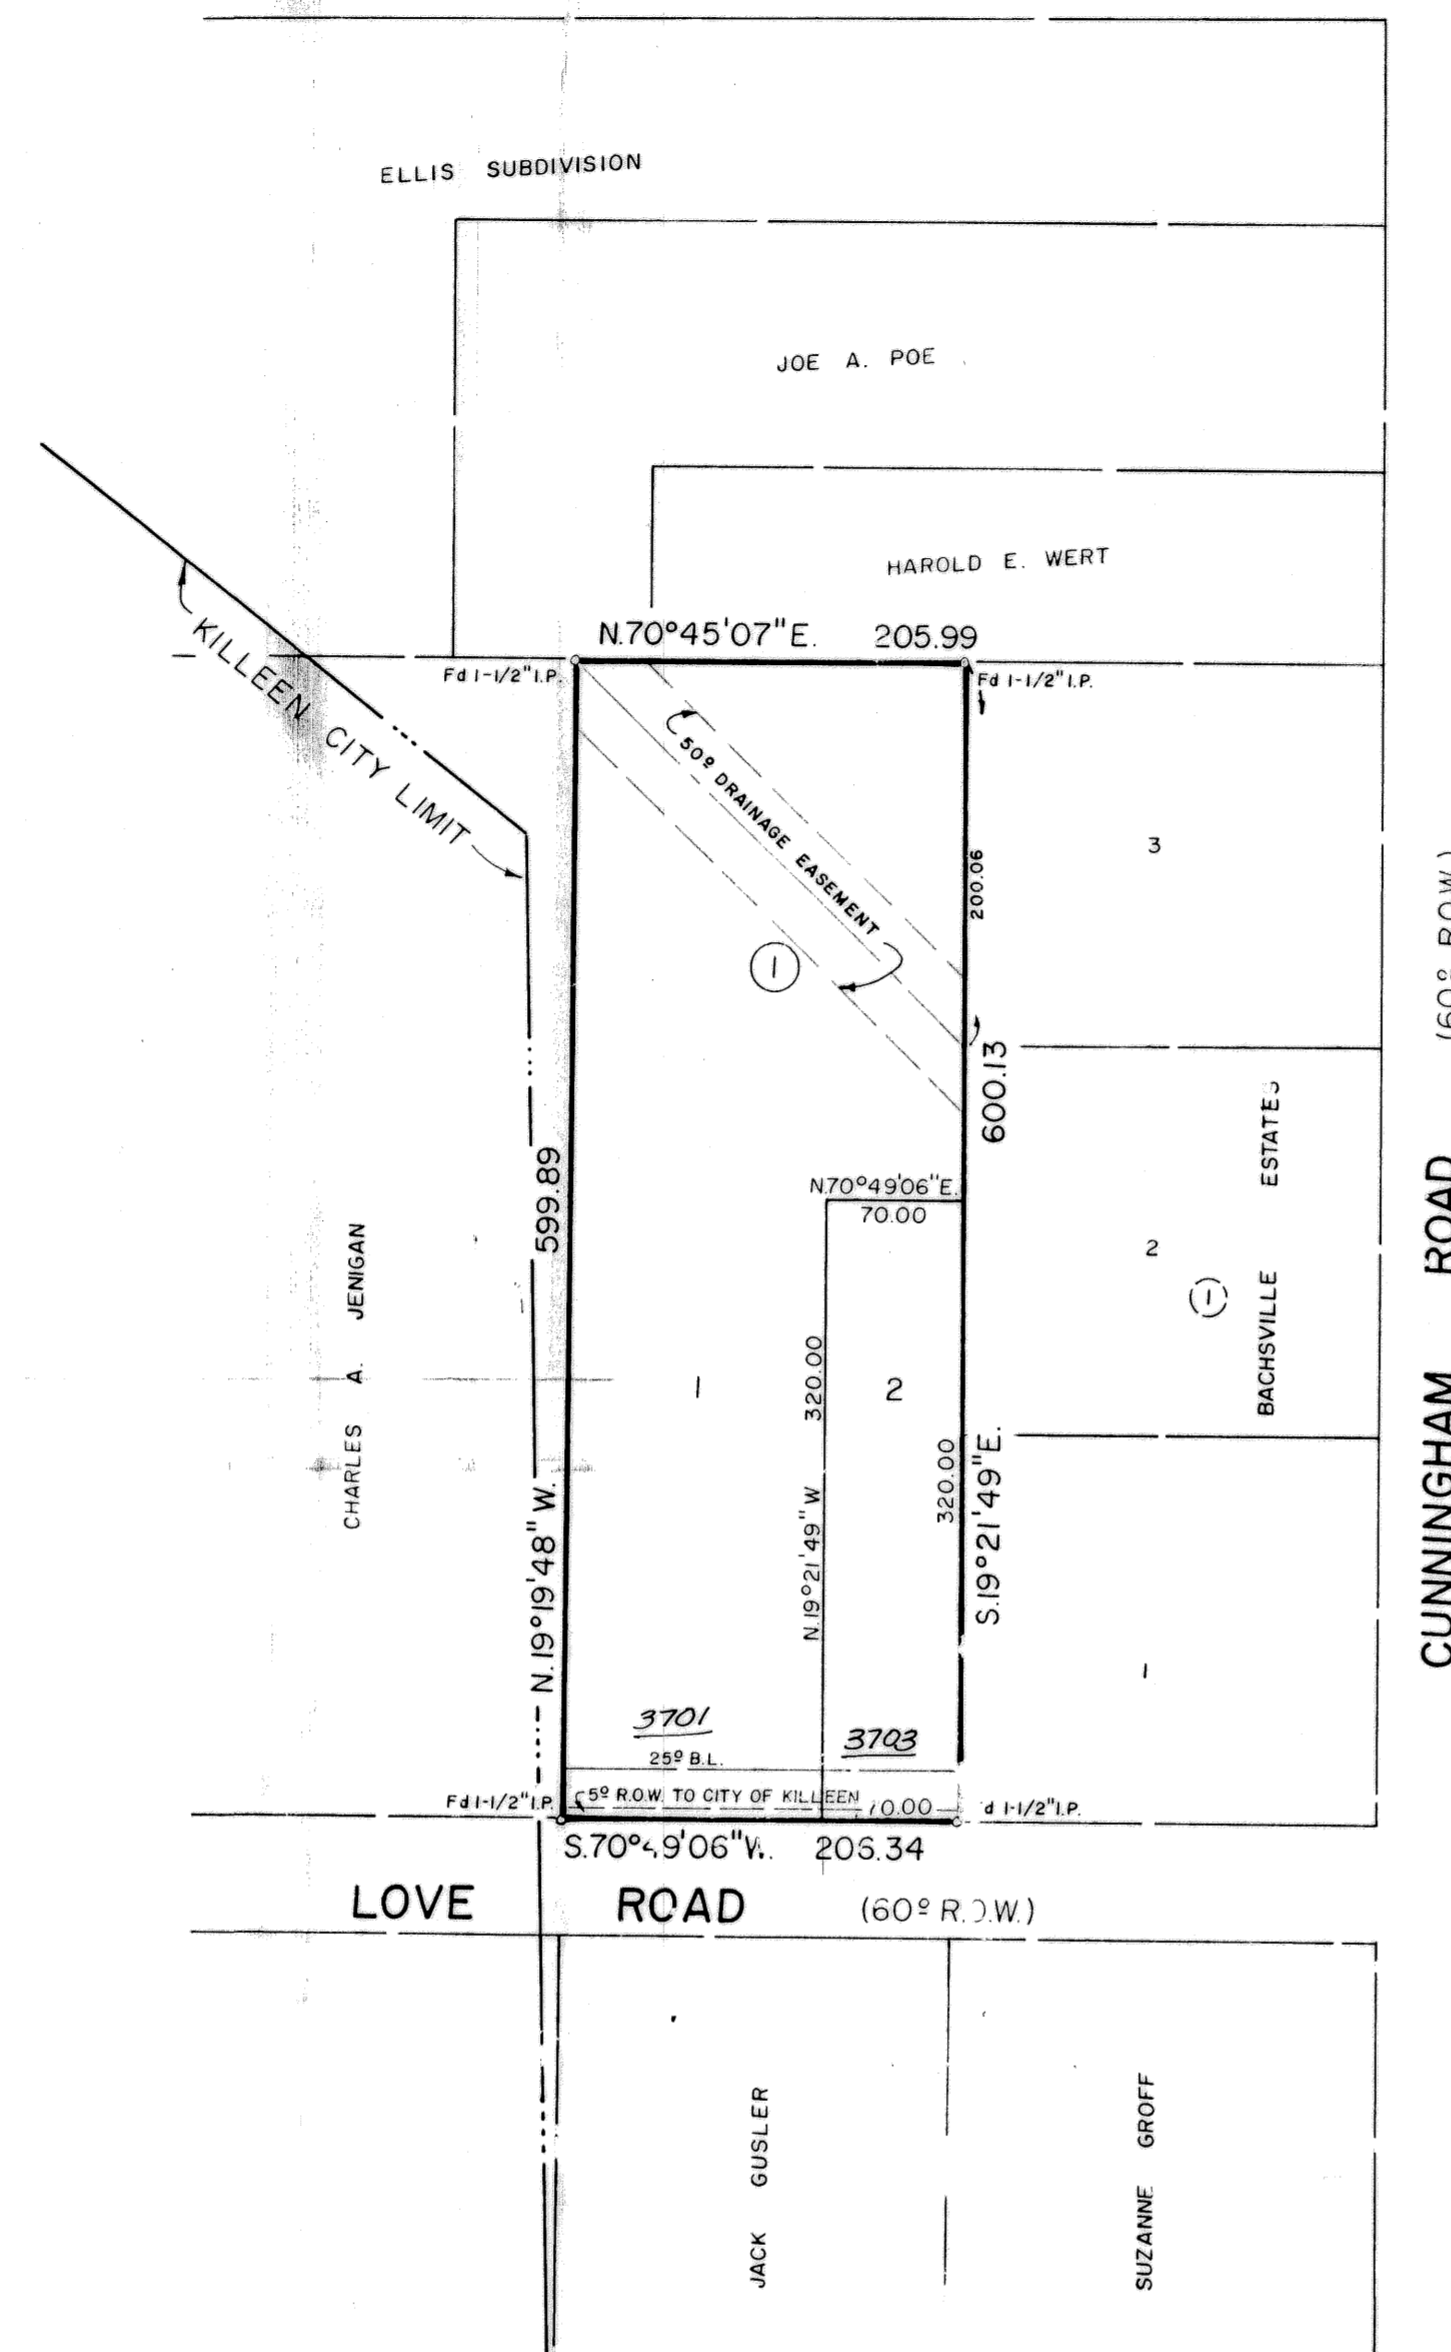 ELLIS SUBDIVISION
JOE A. POE
HAROLD E. WERT
N.70°45'07"E. 205.99
Fd 1-1/2"I.P.
Fd 1-1/2"I.P.
KILLEEN CITY LIMIT
50º DRAINAGE EASEMENT
1
200.06
3
(60º R.O.W.)
600.13
599.89
N.70°49'06"E.
70.00
CHARLES A. JENIGAN
1
320.00
2
320.00
2
1
BACHSVILLE ESTATES
CUNNINGHAM ROAD
N.19°19'48"W.
N.19°21'49"W
S.19°21'49"E.
1
3701
3703
25º B.L.
Fd 1-1/2"I.P.
5º R.O.W. TO CITY OF KILLEEN
70.00
d 1-1/2"I.P.
S.70°49'06"W.
LOVE ROAD (60º R.O.W.)
JACK GUSLER
SUZANNE GROFF